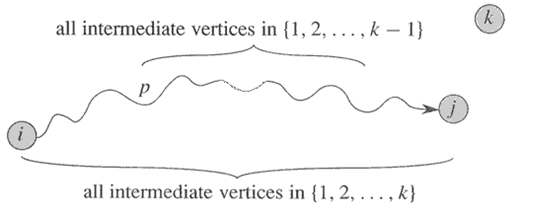 all intermediate vertices in {1, 2, . . . , k − 1}
k
p
i
j
all intermediate vertices in {1, 2, . . . , k}